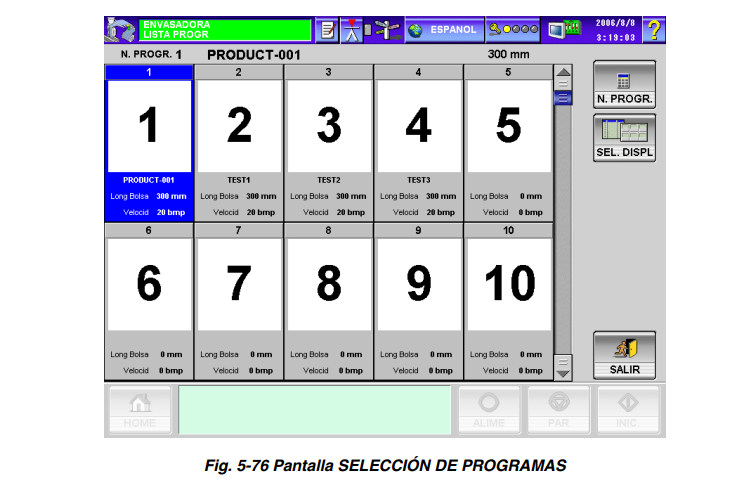 ENVASADORA
LISTA PROGR
ESPANOL
2006/8/8
3:19:03
?
N. PROGR. 1 PRODUCT-001 300 mm
1 2 3 4 5
1 2 3 4 5
PRODUCT-001 TEST1 TEST2 TEST3
Long Bolsa 300 mm Long Bolsa 300 mm Long Bolsa 300 mm Long Bolsa 300 mm Long Bolsa 0 mm
Velocid 20 bmp Velocid 20 bmp Velocid 20 bmp Velocid 20 bmp Velocid 0 bmp
6 7 8 9 10
6 7 8 9 10
Long Bolsa 0 mm Long Bolsa 0 mm Long Bolsa 0 mm Long Bolsa 0 mm Long Bolsa 0 mm
Velocid 0 bmp Velocid 0 bmp Velocid 0 bmp Velocid 0 bmp Velocid 0 bmp
N. PROGR.
SEL. DISPL
SALIR
HOME ALIME PAR INIC.
Fig. 5-76 Pantalla SELECCIÓN DE PROGRAMAS